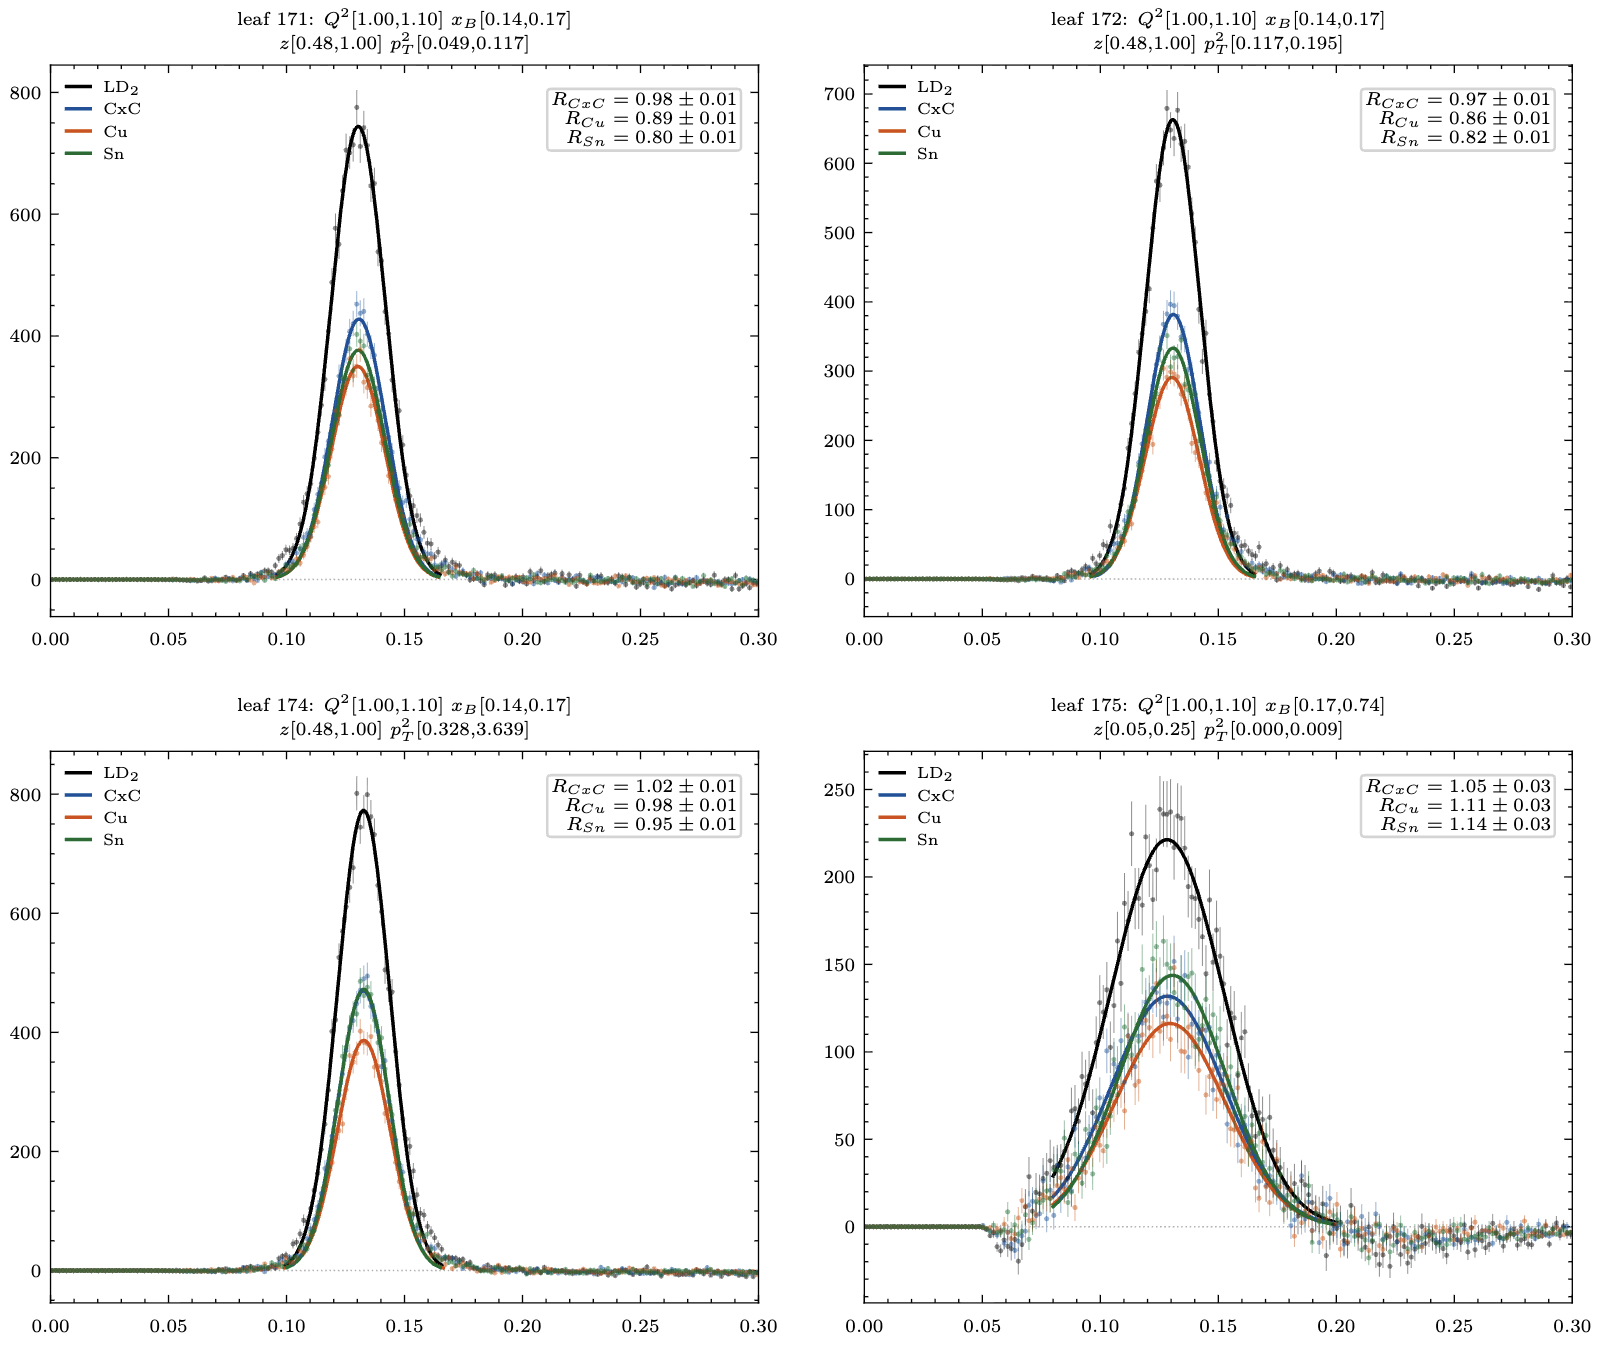 leaf 171: Q²[1.00,1.10] x_B[0.14,0.17]
z[0.48,1.00] p_T²[0.049,0.117]
LD₂
CxC
Cu
Sn
R_CxC = 0.98 ± 0.01
R_Cu = 0.89 ± 0.01
R_Sn = 0.80 ± 0.01
800
600
400
200
0
0.00 0.05 0.10 0.15 0.20 0.25 0.30
leaf 172: Q²[1.00,1.10] x_B[0.14,0.17]
z[0.48,1.00] p_T²[0.117,0.195]
LD₂
CxC
Cu
Sn
R_CxC = 0.97 ± 0.01
R_Cu = 0.86 ± 0.01
R_Sn = 0.82 ± 0.01
700
600
500
400
300
200
100
0
0.00 0.05 0.10 0.15 0.20 0.25 0.30
leaf 174: Q²[1.00,1.10] x_B[0.14,0.17]
z[0.48,1.00] p_T²[0.328,3.639]
LD₂
CxC
Cu
Sn
R_CxC = 1.02 ± 0.01
R_Cu = 0.98 ± 0.01
R_Sn = 0.95 ± 0.01
800
600
400
200
0
0.00 0.05 0.10 0.15 0.20 0.25 0.30
leaf 175: Q²[1.00,1.10] x_B[0.17,0.74]
z[0.05,0.25] p_T²[0.000,0.009]
LD₂
CxC
Cu
Sn
R_CxC = 1.05 ± 0.03
R_Cu = 1.11 ± 0.03
R_Sn = 1.14 ± 0.03
250
200
150
100
50
0
0.00 0.05 0.10 0.15 0.20 0.25 0.30